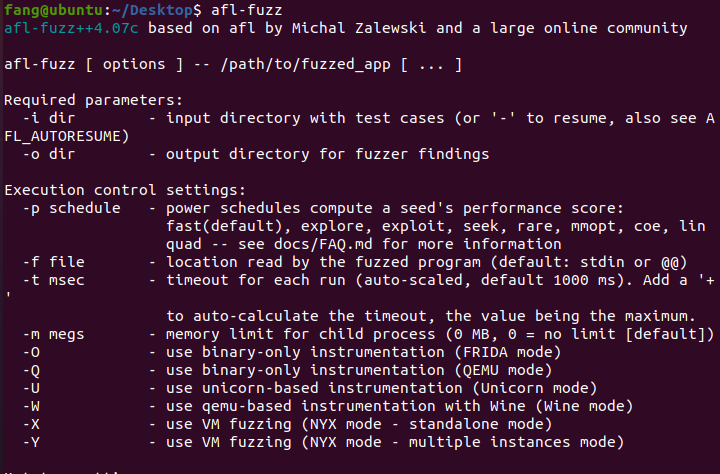 fang@ubuntu:~/Desktop$ afl-fuzz
afl-fuzz++4.07c based on afl by Michal Zalewski and a large online community

afl-fuzz [ options ] -- /path/to/fuzzed_app [ ... ]

Required parameters:
  -i dir        - input directory with test cases (or '-' to resume, also see A
FL_AUTORESUME)
  -o dir        - output directory for fuzzer findings

Execution control settings:
  -p schedule   - power schedules compute a seed's performance score:
                  fast(default), explore, exploit, seek, rare, mmopt, coe, lin
                  quad -- see docs/FAQ.md for more information
  -f file       - location read by the fuzzed program (default: stdin or @@)
  -t msec       - timeout for each run (auto-scaled, default 1000 ms). Add a '+
'
                  to auto-calculate the timeout, the value being the maximum.
  -m megs       - memory limit for child process (0 MB, 0 = no limit [default])
  -O            - use binary-only instrumentation (FRIDA mode)
  -Q            - use binary-only instrumentation (QEMU mode)
  -U            - use unicorn-based instrumentation (Unicorn mode)
  -W            - use qemu-based instrumentation with Wine (Wine mode)
  -X            - use VM fuzzing (NYX mode - standalone mode)
  -Y            - use VM fuzzing (NYX mode - multiple instances mode)